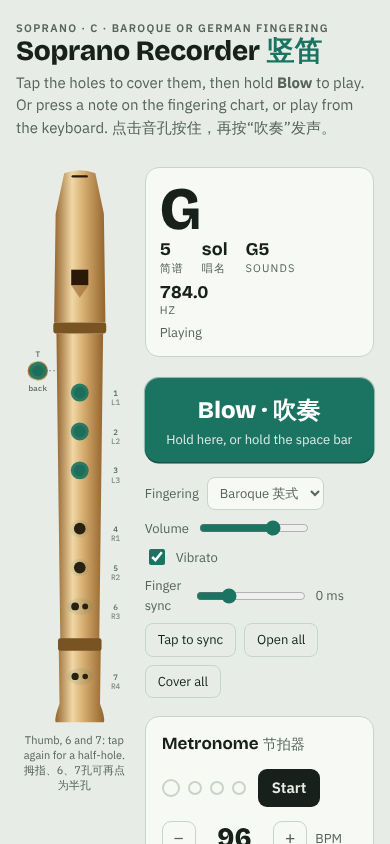 SOPRANO · C · BAROQUE OR GERMAN FINGERING
Soprano Recorder 竖笛
Tap the holes to cover them, then hold Blow to play.
Or press a note on the fingering chart, or play from
the keyboard. 点击音孔按住，再按“吹奏”发声。
G
5 sol G5
简谱 唱名 SOUNDS
784.0
HZ
Playing
T
back
1
L1
2
L2
3
L3
4
R1
5
R2
6
R3
7
R4
Thumb, 6 and 7: tap
again for a half-hole.
拇指、6、7孔可再点
为半孔
Blow · 吹奏
Hold here, or hold the space bar
Fingering Baroque 英式
Volume
Vibrato
Finger
sync
0 ms
Tap to sync Open all
Cover all
Metronome 节拍器
Start
− 96 + BPM